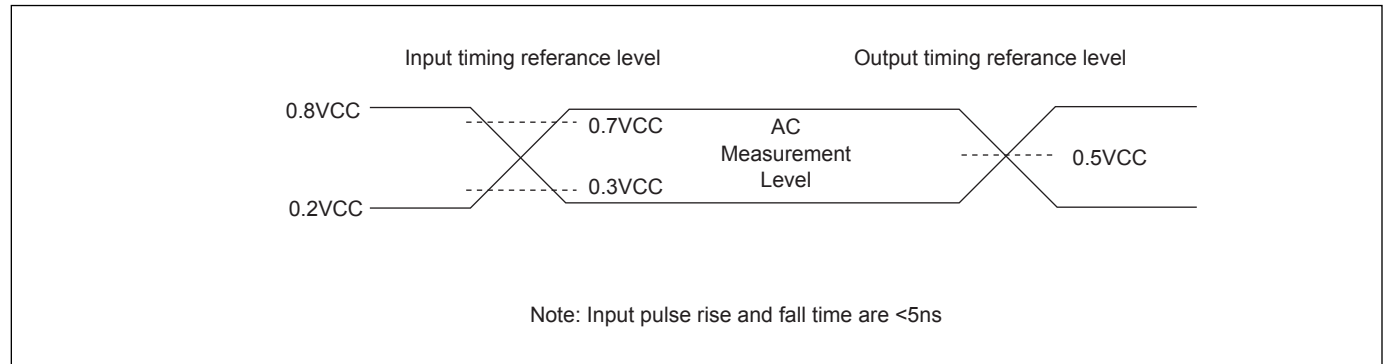 Input timing referance level
Output timing referance level
0.8VCC
0.7VCC
AC
Measurement
Level
0.5VCC
0.3VCC
0.2VCC
Note: Input pulse rise and fall time are <5ns